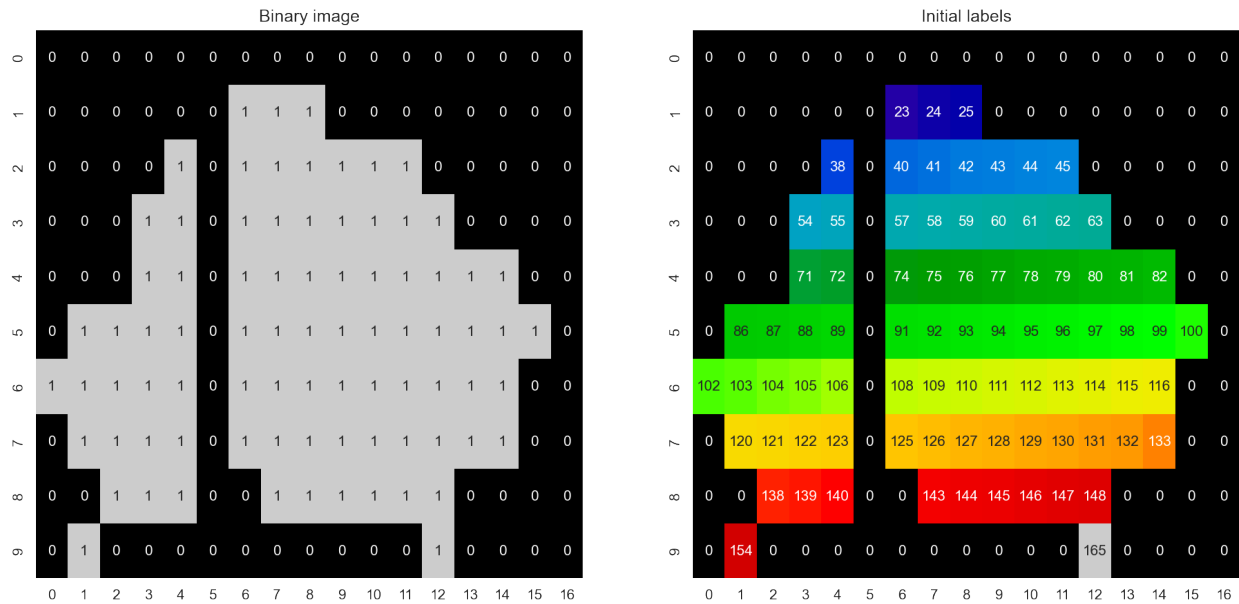 Binary image
0 0 0 0 0 0 0 0 0 0 0 0 0 0 0 0 0 0
1 0 0 0 0 0 0 1 1 1 0 0 0 0 0 0 0 0
2 0 0 0 0 1 0 1 1 1 1 1 1 0 0 0 0 0
3 0 0 0 1 1 0 1 1 1 1 1 1 1 0 0 0 0
4 0 0 0 1 1 0 1 1 1 1 1 1 1 1 1 0 0
5 0 1 1 1 1 0 1 1 1 1 1 1 1 1 1 1 0
6 1 1 1 1 1 0 1 1 1 1 1 1 1 1 1 0 0
7 0 1 1 1 1 0 1 1 1 1 1 1 1 1 1 0 0
8 0 0 1 1 1 0 0 1 1 1 1 1 1 0 0 0 0
9 0 1 0 0 0 0 0 0 0 0 0 0 1 0 0 0 0
0 1 2 3 4 5 6 7 8 9 10 11 12 13 14 15 16
Initial labels
0 0 0 0 0 0 0 0 0 0 0 0 0 0 0 0 0 0
1 0 0 0 0 0 0 23 24 25 0 0 0 0 0 0 0 0
2 0 0 0 0 38 0 40 41 42 43 44 45 0 0 0 0 0
3 0 0 0 54 55 0 57 58 59 60 61 62 63 0 0 0 0
4 0 0 0 71 72 0 74 75 76 77 78 79 80 81 82 0 0
5 0 86 87 88 89 0 91 92 93 94 95 96 97 98 99 100 0
6 102 103 104 105 106 0 108 109 110 111 112 113 114 115 116 0 0
7 0 120 121 122 123 0 125 126 127 128 129 130 131 132 133 0 0
8 0 0 138 139 140 0 0 143 144 145 146 147 148 0 0 0 0
9 0 154 0 0 0 0 0 0 0 0 0 0 165 0 0 0 0
0 1 2 3 4 5 6 7 8 9 10 11 12 13 14 15 16